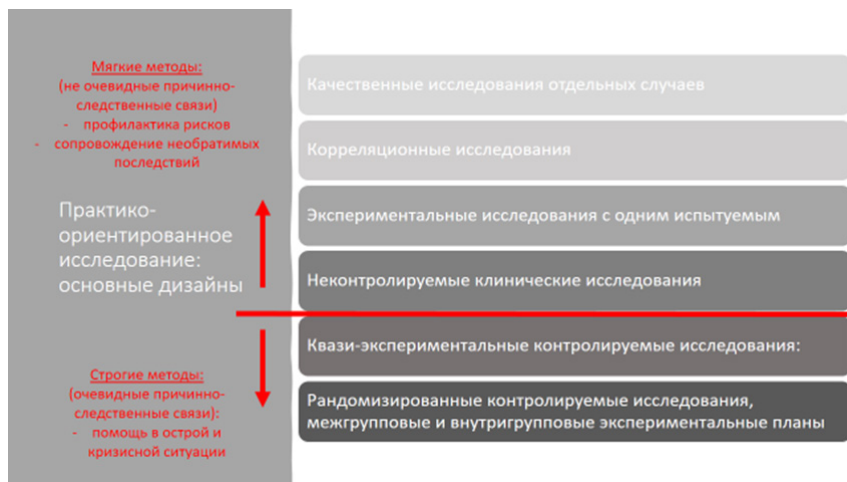 Мягкие методы:
(не очевидные причинно-
следственные связи)
- профилактика рисков
- сопровождение необратимых
последствий
Практико-
ориентированное
исследование:
основные дизайны
Строгие методы:
(очевидные причинно-
следственные связи):
- помощь в острой и
кризисной ситуации
Качественные исследования отдельных случаев
Корреляционные исследования
Экспериментальные исследования с одним испытуемым
Неконтролируемые клинические исследования
Квази-экспериментальные контролируемые исследования:
Рандомизированные контролируемые исследования,
межгрупповые и внутригрупповые экспериментальные планы